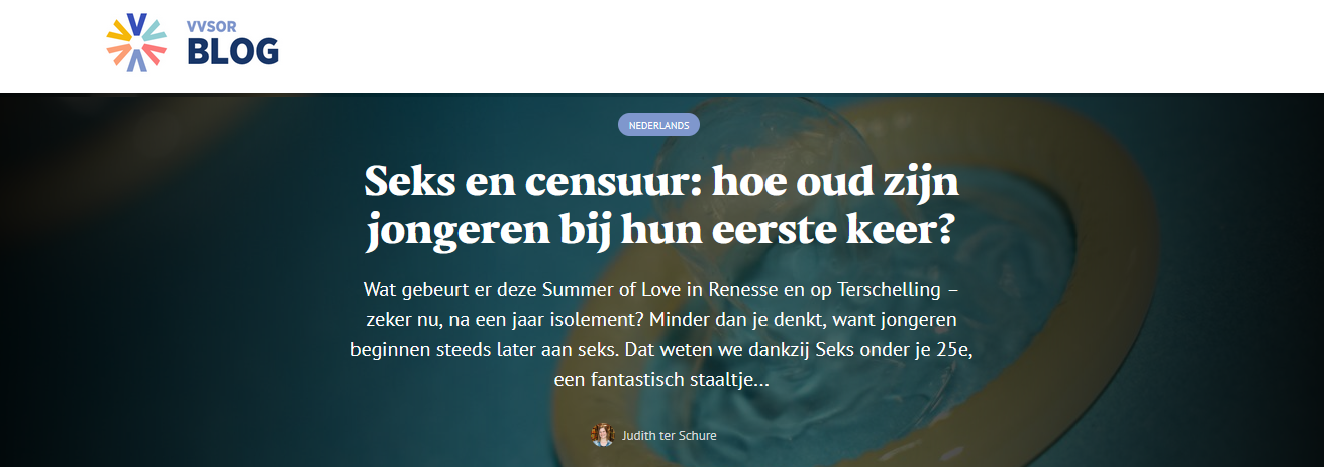 VVSOR
BLOG
NEDERLANDS
Seks en censuur: hoe oud zijn
jongeren bij hun eerste keer?
Wat gebeurt er deze Summer of Love in Renesse en op Terschelling –
zeker nu, na een jaar isolement? Minder dan je denkt, want jongeren
beginnen steeds later aan seks. Dat weten we dankzij Seks onder je 25e,
een fantastisch staaltje...
Judith ter Schure